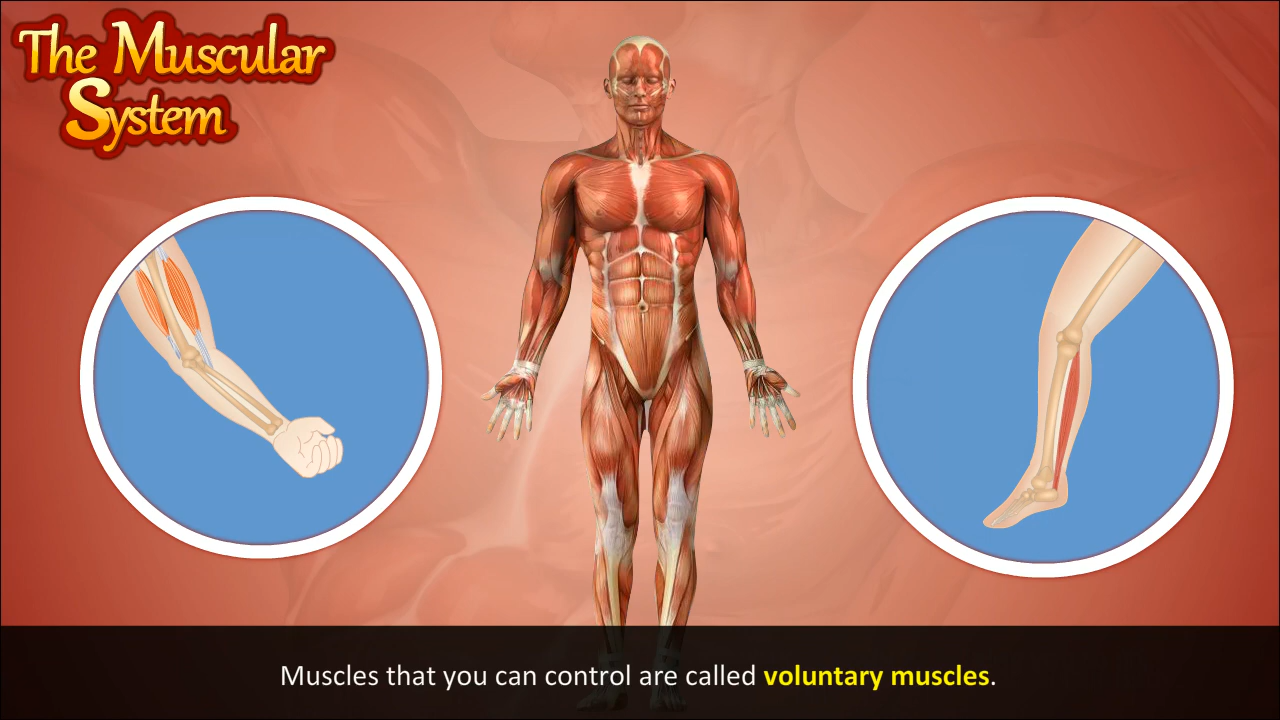 The Muscular
System
Muscles that you can control are called voluntary muscles.